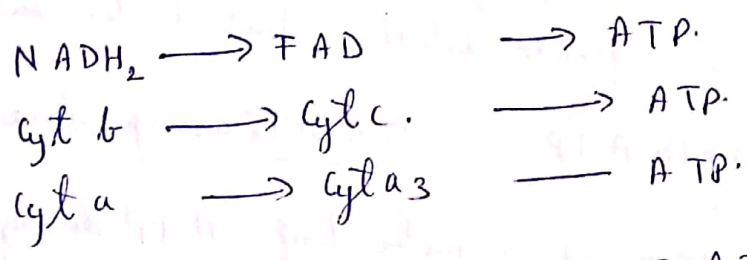 NADH₂ → FAD → ATP.
Cyt b → Cyt c. → ATP.
Cyt a → Cyt a3 — ATP.